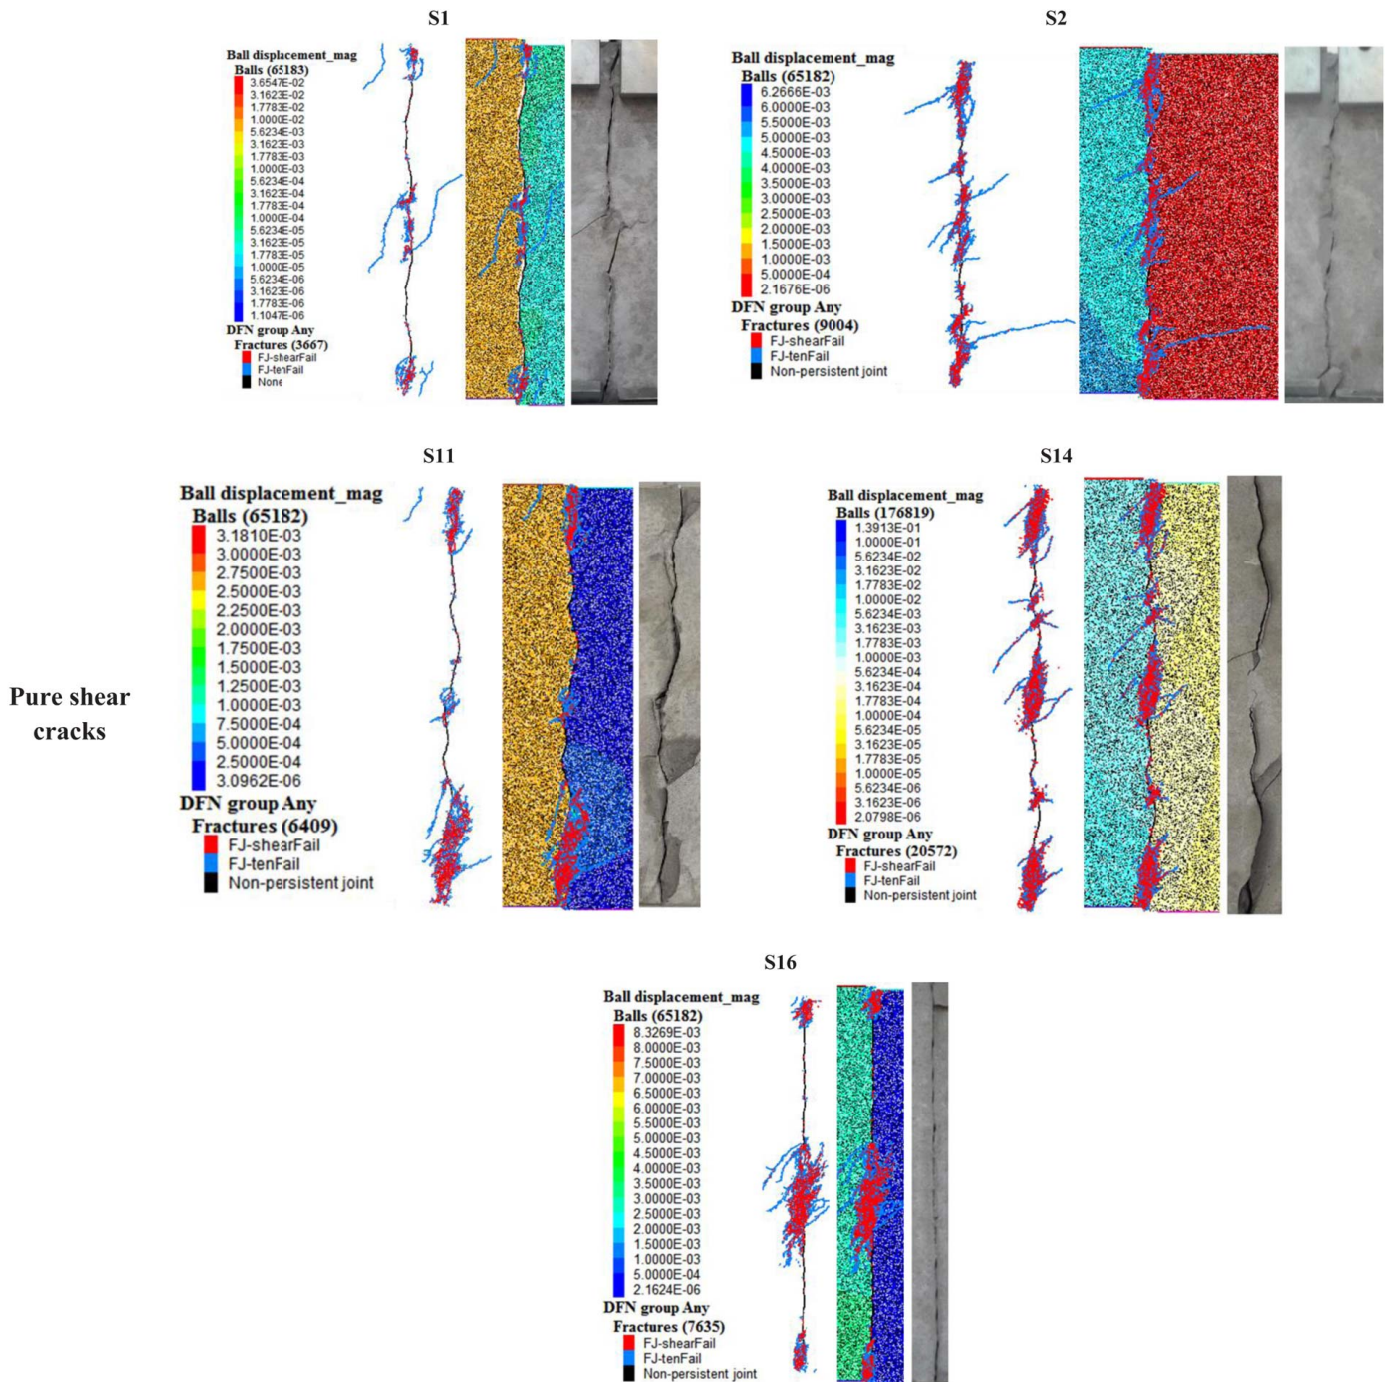 S1
Ball displacement_mag
Balls (65183)
3.6547E-02
3.1623E-02
1.7783E-02
1.0000E-02
5.6234E-03
3.1623E-03
1.7783E-03
1.0000E-03
5.6234E-04
3.1623E-04
1.7783E-04
1.0000E-04
5.6234E-05
3.1623E-05
1.7783E-05
1.0000E-05
5.6234E-06
3.1623E-06
1.7783E-06
1.1047E-06
DFN group Any
Fractures (3667)
FJ-shearFail
FJ-tenFail
None
S2
Ball displacement_mag
Balls (65182)
6.2666E-03
6.0000E-03
5.5000E-03
5.0000E-03
4.5000E-03
4.0000E-03
3.5000E-03
3.0000E-03
2.5000E-03
2.0000E-03
1.5000E-03
1.0000E-03
5.0000E-04
2.1676E-06
DFN group Any
Fractures (9004)
FJ-shearFail
FJ-tenFail
Non-persistent joint
Pure shear
cracks
S11
Ball displacement_mag
Balls (65182)
3.1810E-03
3.0000E-03
2.7500E-03
2.5000E-03
2.2500E-03
2.0000E-03
1.7500E-03
1.5000E-03
1.2500E-03
1.0000E-03
7.5000E-04
5.0000E-04
2.5000E-04
3.0962E-06
DFN group Any
Fractures (6409)
FJ-shearFail
FJ-tenFail
Non-persistent joint
S14
Ball displacement_mag
Balls (176819)
1.3913E-01
1.0000E-01
5.6234E-02
3.1623E-02
1.7783E-02
1.0000E-02
5.6234E-03
3.1623E-03
1.7783E-03
1.0000E-03
5.6234E-04
3.1623E-04
1.7783E-04
1.0000E-04
5.6234E-05
3.1623E-05
1.7783E-05
1.0000E-05
5.6234E-06
3.1623E-06
2.0798E-06
DFN group Any
Fractures (20572)
FJ-shearFail
FJ-tenFail
Non-persistent joint
S16
Ball displacement_mag
Balls (65182)
8.3269E-03
8.0000E-03
7.5000E-03
7.0000E-03
6.5000E-03
6.0000E-03
5.5000E-03
5.0000E-03
4.5000E-03
4.0000E-03
3.5000E-03
3.0000E-03
2.5000E-03
2.0000E-03
1.5000E-03
1.0000E-03
5.0000E-04
2.1624E-06
DFN group Any
Fractures (7635)
FJ-shearFail
FJ-tenFail
Non-persistent joint